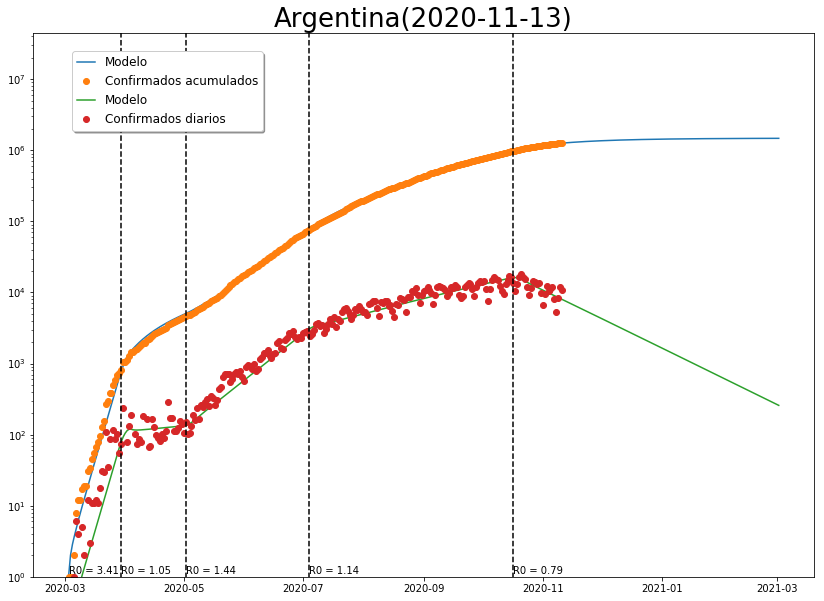 Argentina(2020-11-13)
Modelo
Confirmados acumulados
Modelo
Confirmados diarios
10⁷
10⁶
10⁵
10⁴
10³
10²
10¹
10⁰
R0 = 3.41 R0 = 1.05 R0 = 1.44 R0 = 1.14 R0 = 0.79
2020-03 2020-05 2020-07 2020-09 2020-11 2021-01 2021-03